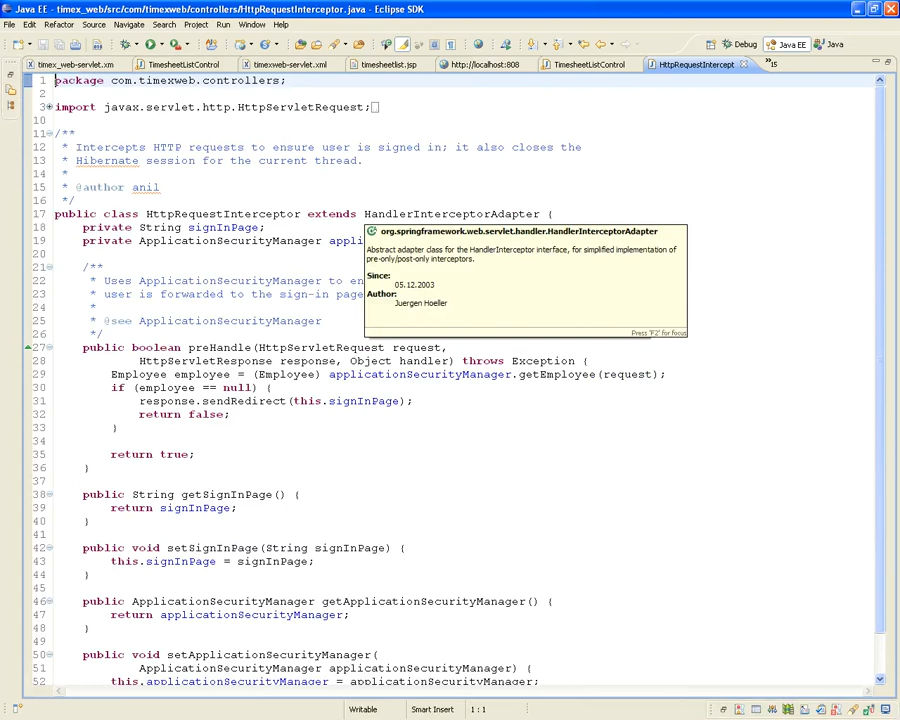 Java EE - timex_web/src/com/timexweb/controllers/HttpRequestInterceptor.java - Eclipse SDK
File Edit Refactor Source Navigate Search Project Run Window Help
Debug Java EE Java
timex_web-servlet.xm TimesheetListControl timexweb-servlet.xml timesheetlist.jsp http://localhost:808 TimesheetListControl HttpRequestIntercept »15
1 package com.timexweb.controllers;
2
3 import javax.servlet.http.HttpServletRequest;
10
11 /**
12 * Intercepts HTTP requests to ensure user is signed in; it also closes the
13 * Hibernate session for the current thread.
14 *
15 * @author anil
16 */
17 public class HttpRequestInterceptor extends HandlerInterceptorAdapter {
18 private String signInPage;
19 private ApplicationSecurityManager appli
20
21 /**
22 * Uses ApplicationSecurityManager to en
23 * user is forwarded to the sign-in page
24 *
25 * @see ApplicationSecurityManager
26 */
org.springframework.web.servlet.handler.HandlerInterceptorAdapter
Abstract adapter class for the HandlerInterceptor interface, for simplified implementation of
pre-only/post-only interceptors.
Since:
05.12.2003
Author:
Juergen Hoeller
Press 'F2' for focus
27 public boolean preHandle(HttpServletRequest request,
28 HttpServletResponse response, Object handler) throws Exception {
29 Employee employee = (Employee) applicationSecurityManager.getEmployee(request);
30 if (employee == null) {
31 response.sendRedirect(this.signInPage);
32 return false;
33 }
34
35 return true;
36 }
37
38 public String getSignInPage() {
39 return signInPage;
40 }
41
42 public void setSignInPage(String signInPage) {
43 this.signInPage = signInPage;
44 }
45
46 public ApplicationSecurityManager getApplicationSecurityManager() {
47 return applicationSecurityManager;
48 }
49
50 public void setApplicationSecurityManager(
51 ApplicationSecurityManager applicationSecurityManager) {
52 this.applicationSecurityManager = applicationSecurityManager;
Writable Smart Insert 1 : 1